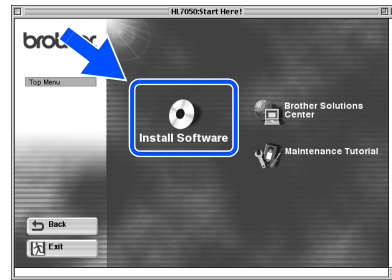 HL7050:Start Here!
Top Menu
Install Software
Brother Solutions
Center
Maintenance Tutorial
Back
Exit